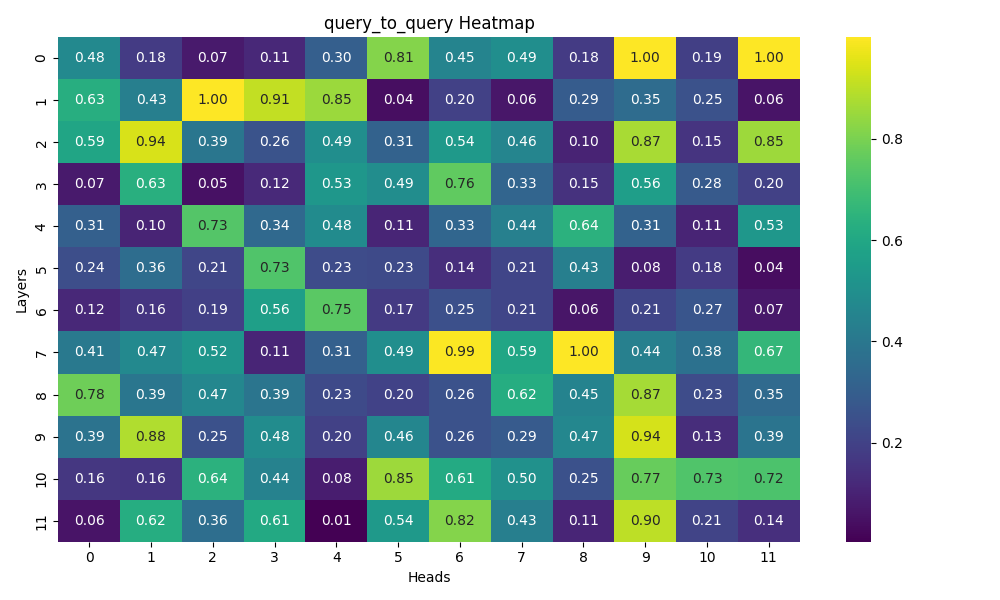 query_to_query Heatmap
0 0.48 0.18 0.07 0.11 0.30 0.81 0.45 0.49 0.18 1.00 0.19 1.00
1 0.63 0.43 1.00 0.91 0.85 0.04 0.20 0.06 0.29 0.35 0.25 0.06
2 0.59 0.94 0.39 0.26 0.49 0.31 0.54 0.46 0.10 0.87 0.15 0.85
3 0.07 0.63 0.05 0.12 0.53 0.49 0.76 0.33 0.15 0.56 0.28 0.20
4 0.31 0.10 0.73 0.34 0.48 0.11 0.33 0.44 0.64 0.31 0.11 0.53
5 0.24 0.36 0.21 0.73 0.23 0.23 0.14 0.21 0.43 0.08 0.18 0.04
6 0.12 0.16 0.19 0.56 0.75 0.17 0.25 0.21 0.06 0.21 0.27 0.07
7 0.41 0.47 0.52 0.11 0.31 0.49 0.99 0.59 1.00 0.44 0.38 0.67
8 0.78 0.39 0.47 0.39 0.23 0.20 0.26 0.62 0.45 0.87 0.23 0.35
9 0.39 0.88 0.25 0.48 0.20 0.46 0.26 0.29 0.47 0.94 0.13 0.39
10 0.16 0.16 0.64 0.44 0.08 0.85 0.61 0.50 0.25 0.77 0.73 0.72
11 0.06 0.62 0.36 0.61 0.01 0.54 0.82 0.43 0.11 0.90 0.21 0.14
0 1 2 3 4 5 6 7 8 9 10 11
Heads
Layers
0.8
0.6
0.4
0.2